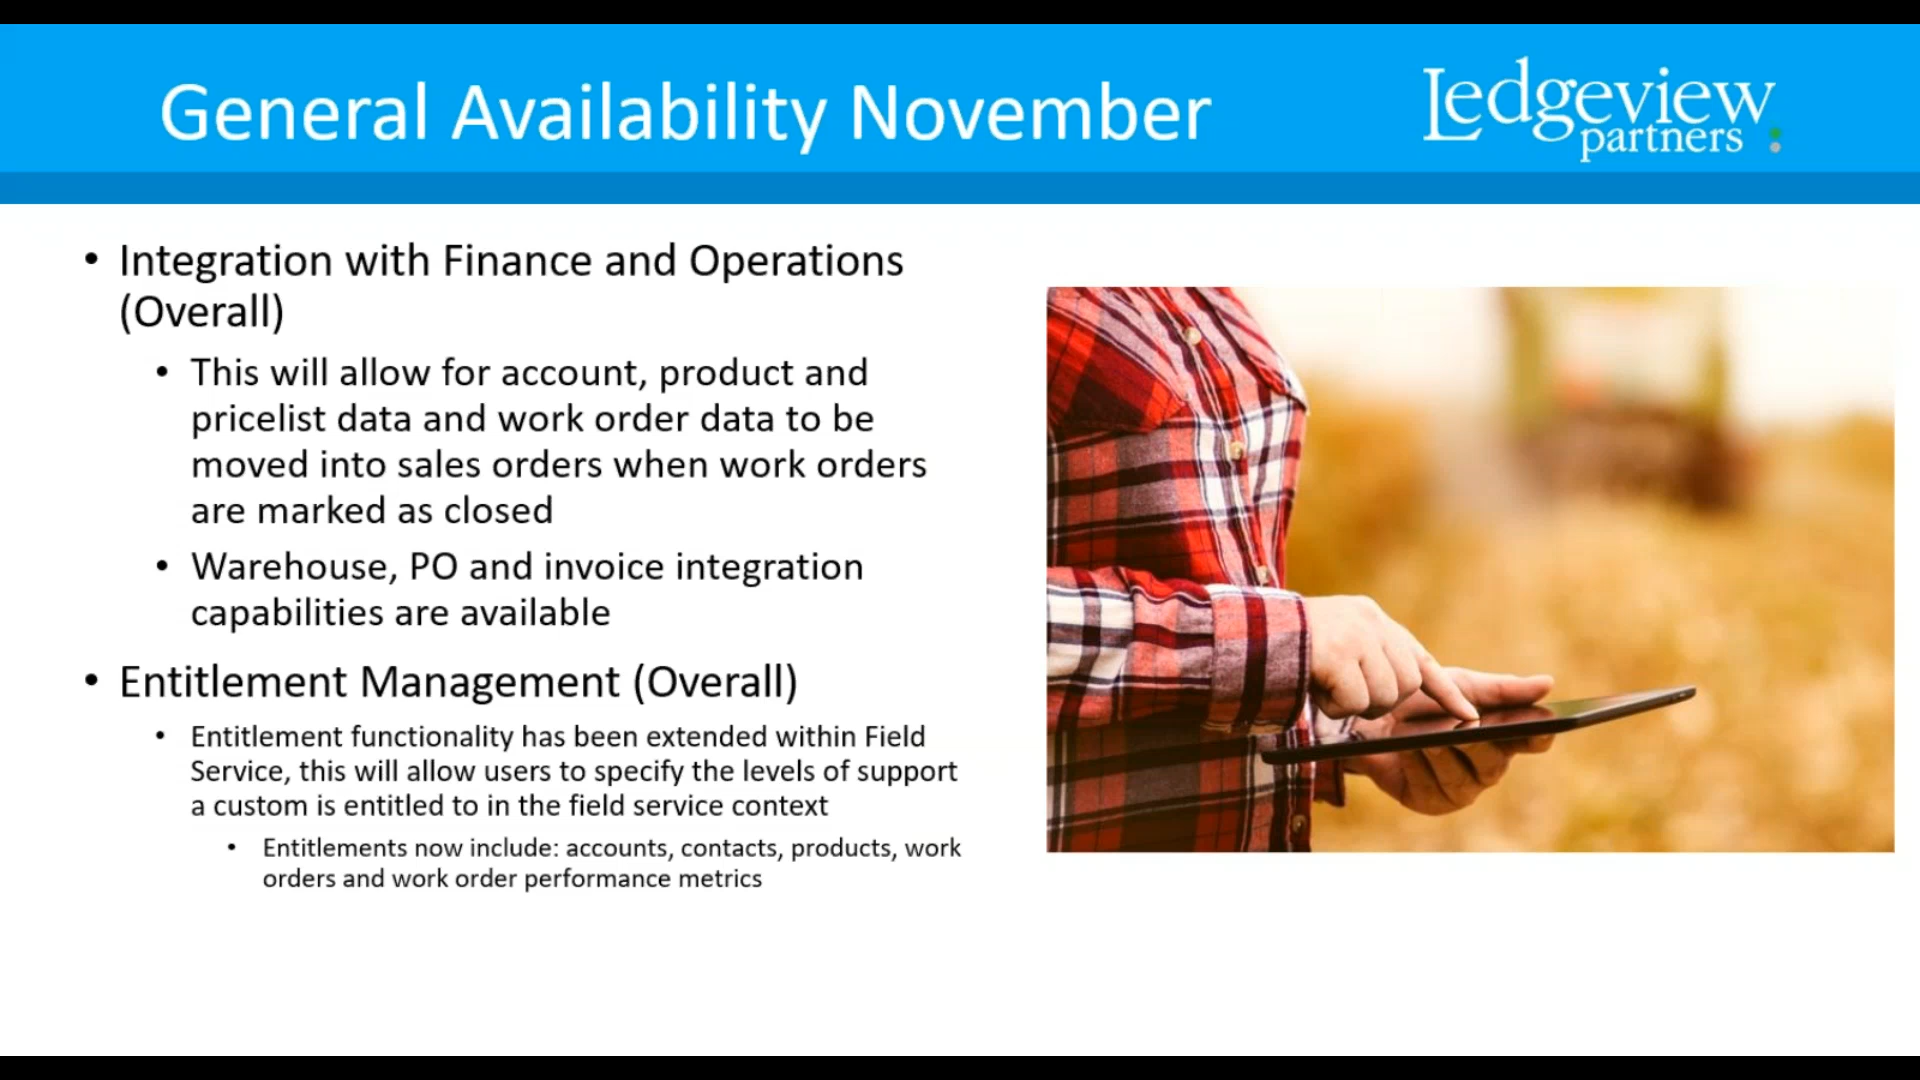 General Availability November
Ledgeview
partners
• Integration with Finance and Operations
(Overall)
• This will allow for account, product and
pricelist data and work order data to be
moved into sales orders when work orders
are marked as closed
• Warehouse, PO and invoice integration
capabilities are available
• Entitlement Management (Overall)
• Entitlement functionality has been extended within Field
Service, this will allow users to specify the levels of support
a custom is entitled to in the field service context
• Entitlements now include: accounts, contacts, products, work
orders and work order performance metrics